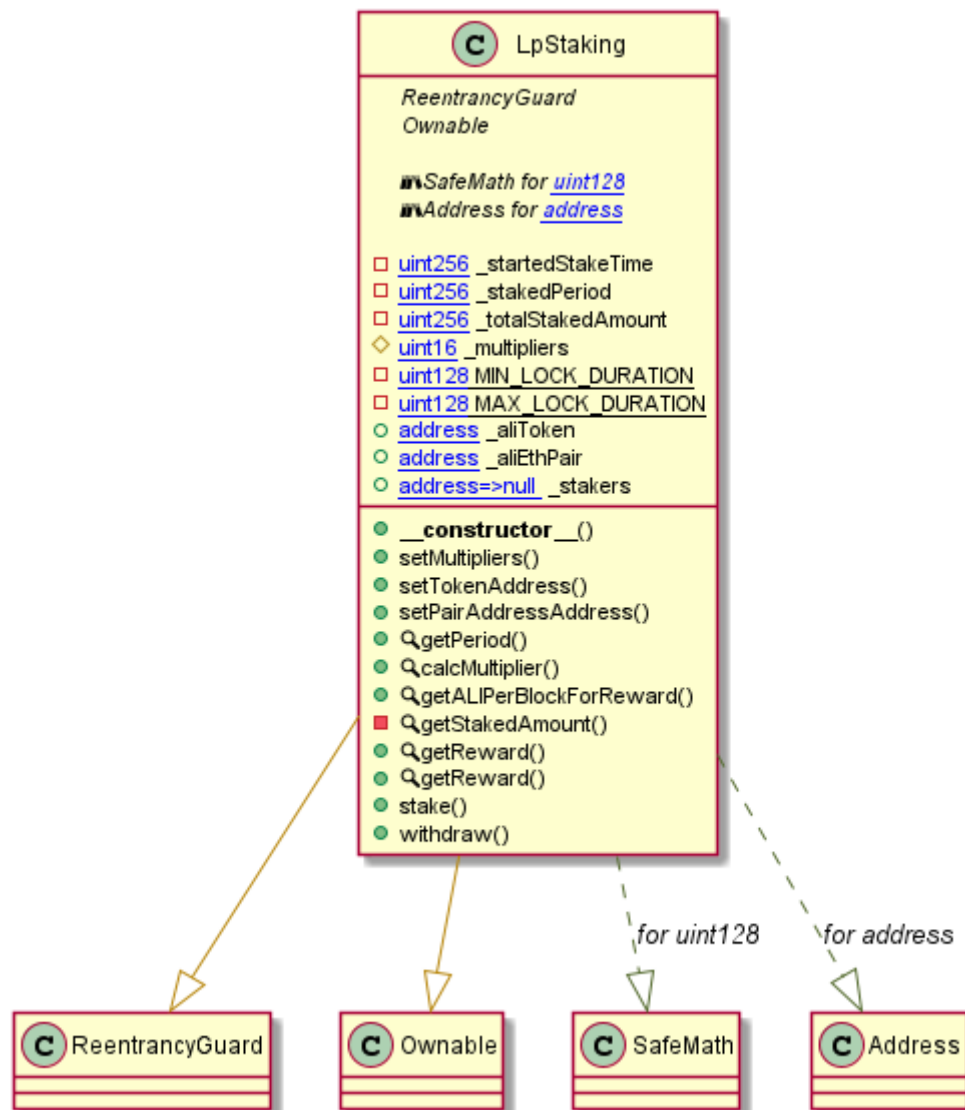 C LpStaking
ReentrancyGuard
Ownable
SafeMath for uint128
Address for address
uint256 _startedStakeTime
uint256 _stakedPeriod
uint256 _totalStakedAmount
uint16 _multipliers
uint128 MIN_LOCK_DURATION
uint128 MAX_LOCK_DURATION
address _aliToken
address _aliEthPair
address=>null _stakers
__constructor__()
setMultipliers()
setTokenAddress()
setPairAddressAddress()
getPeriod()
calcMultiplier()
getALIPerBlockForReward()
getStakedAmount()
getReward()
getReward()
stake()
withdraw()
for uint128
for address
C ReentrancyGuard
C Ownable
C SafeMath
C Address